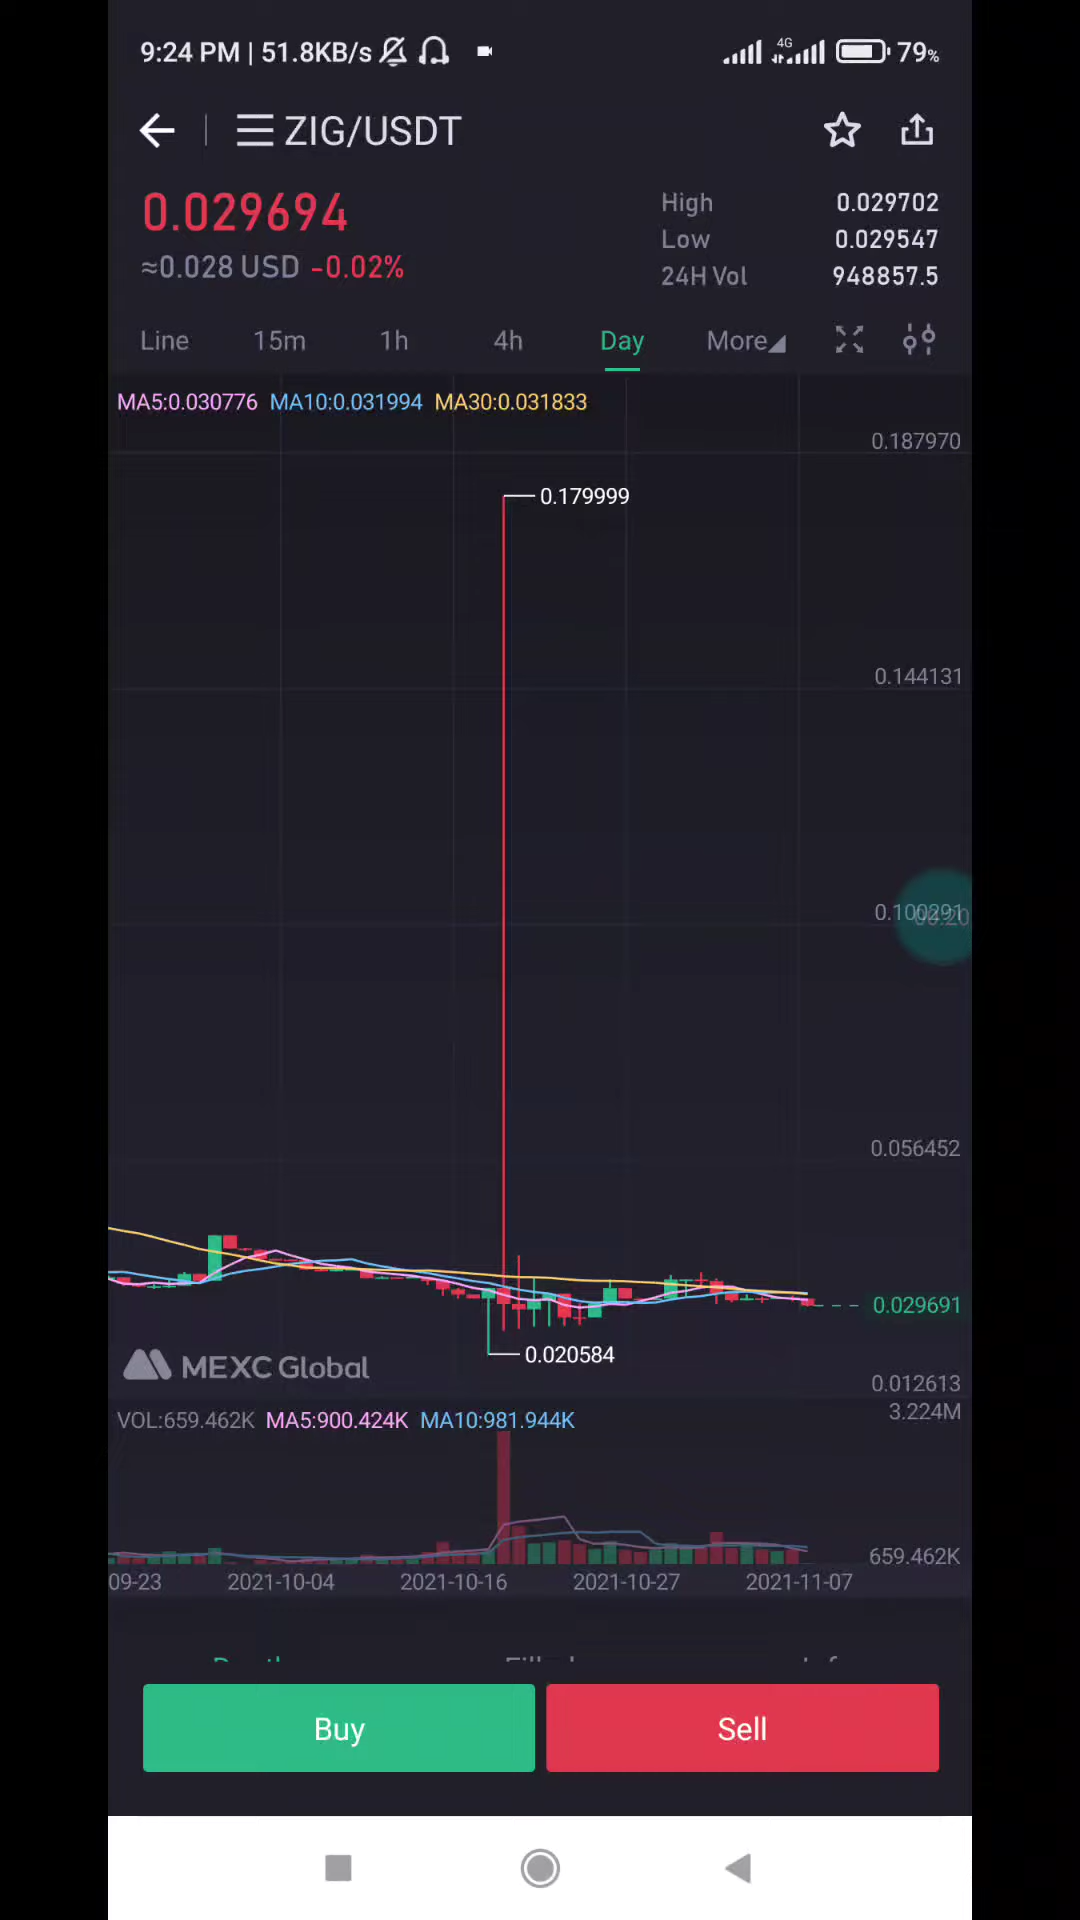 9:24 PM | 51.8KB/s 4G 79%
ZIG/USDT
0.029694 High 0.029702
≈0.028 USD -0.02% Low 0.029547
24H Vol 948857.5
Line 15m 1h 4h Day More
MA5:0.030776 MA10:0.031994 MA30:0.031833
0.187970
0.179999
0.144131
0.100291
0.056452
0.029691
0.020584
MEXC Global
0.012613
VOL:659.462K MA5:900.424K MA10:981.944K 3.224M
659.462K
09-23 2021-10-04 2021-10-16 2021-10-27 2021-11-07
Buy Sell